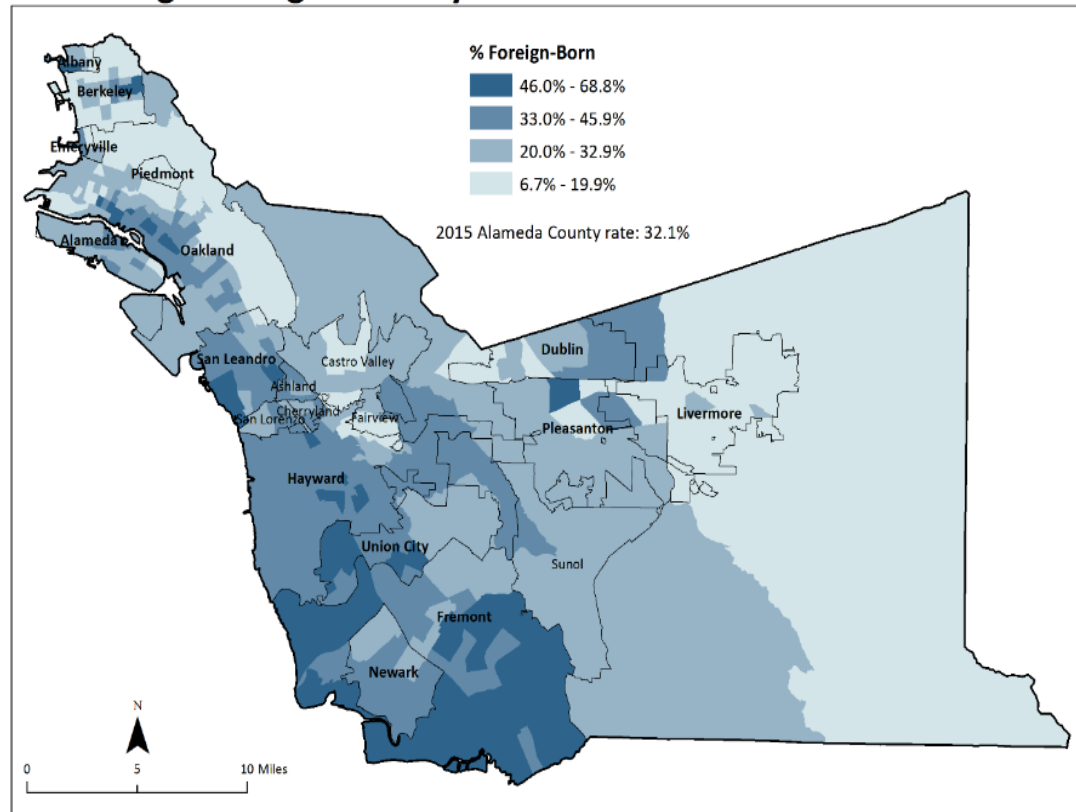 % Foreign-Born
46.0% - 68.8%
33.0% - 45.9%
20.0% - 32.9%
6.7% - 19.9%
2015 Alameda County rate: 32.1%
Albany
Berkeley
Emeryville
Piedmont
Alameda
Oakland
San Leandro
Castro Valley
Dublin
Ashland
Cherryland
San Lorenzo
Fairview
Pleasanton
Livermore
Hayward
Union City
Sunol
Fremont
Newark
N
0 5 10 Miles